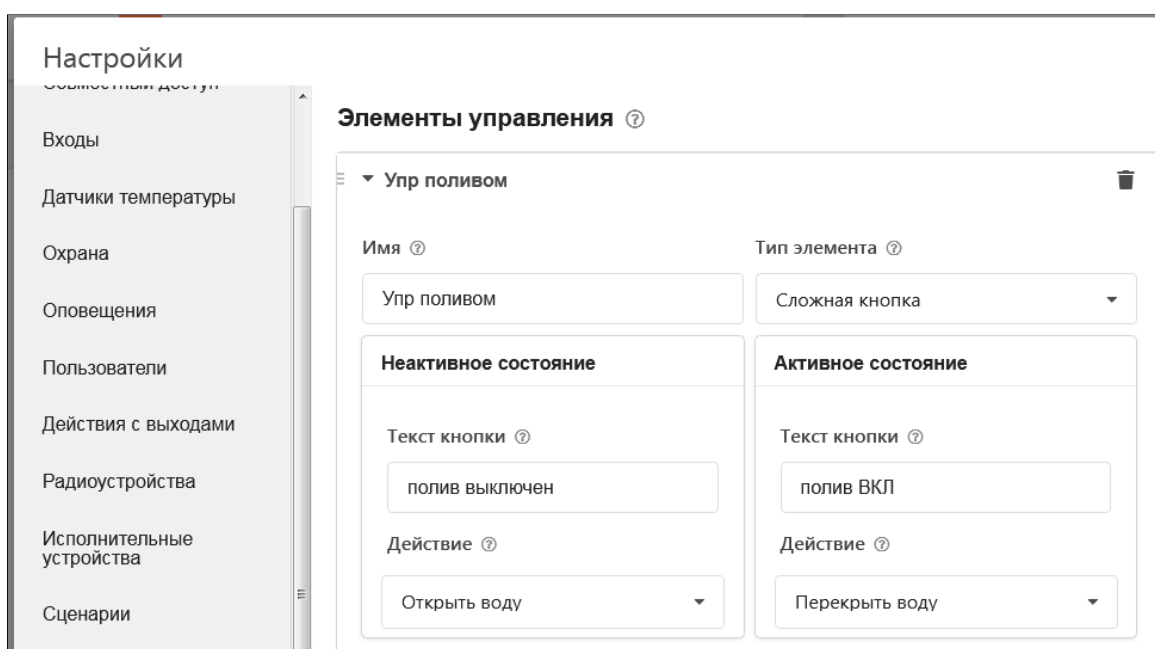 Настройки
Совместный доступ
Входы
Датчики температуры
Охрана
Оповещения
Пользователи
Действия с выходами
Радиоустройства
Исполнительные
устройства
Сценарии
Элементы управления ?
Упр поливом
Имя ?
Тип элемента ?
Упр поливом
Сложная кнопка
Неактивное состояние
Активное состояние
Текст кнопки ?
Текст кнопки ?
полив выключен
полив ВКЛ
Действие ?
Действие ?
Открыть воду
Перекрыть воду